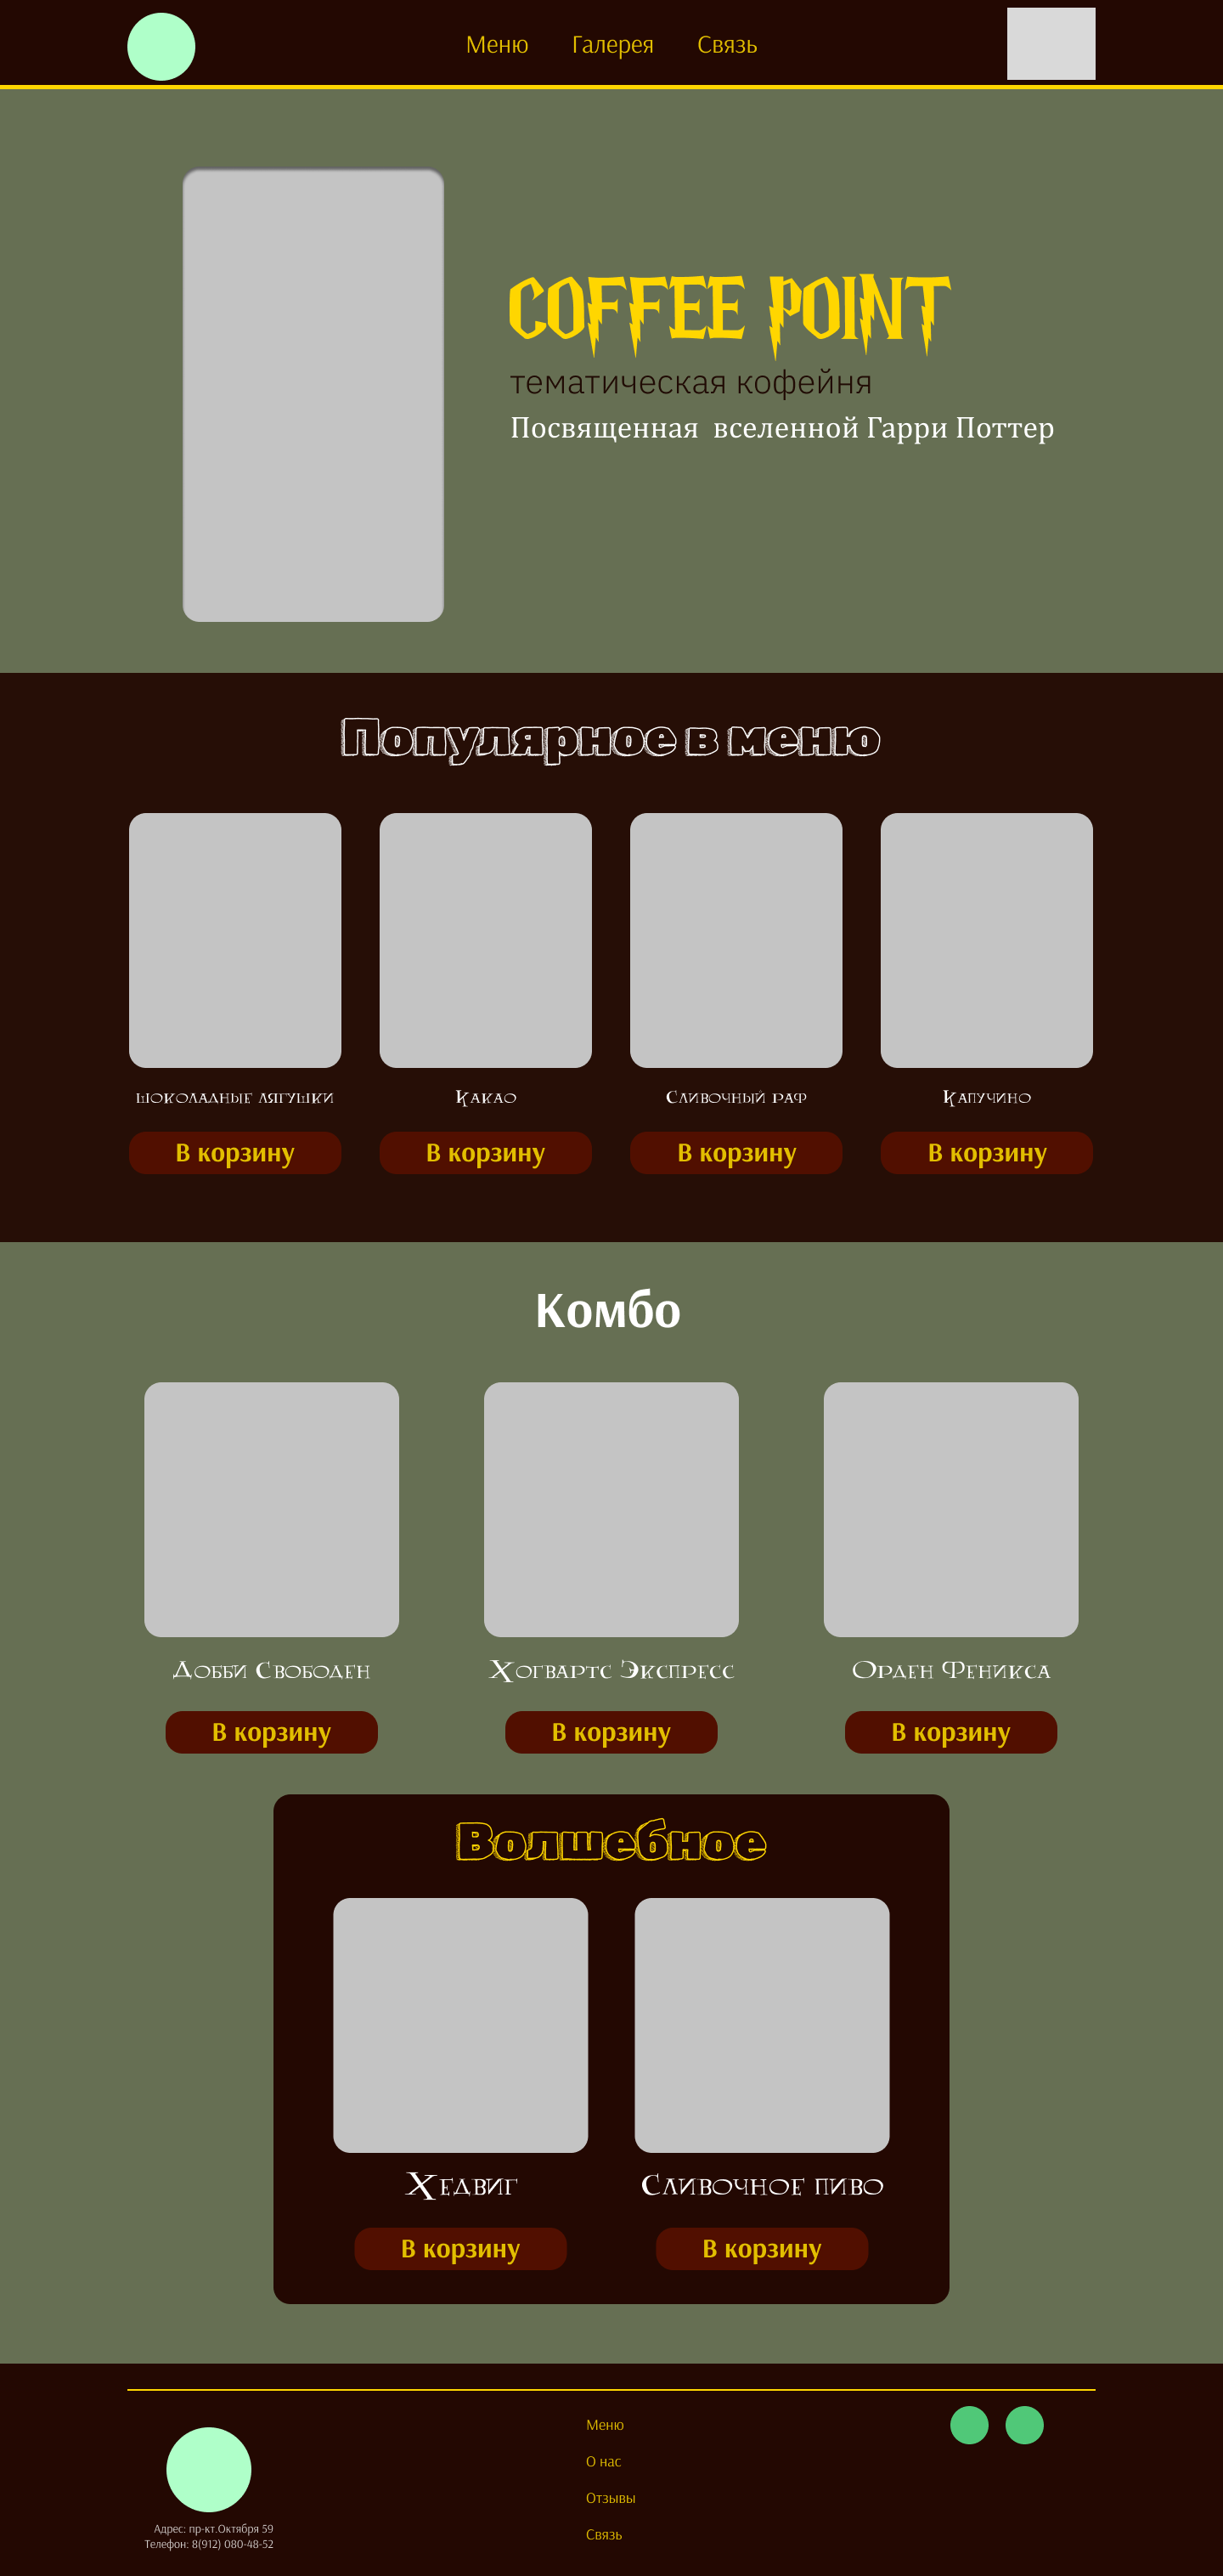 Меню Галерея Связь
COFFEE POINT
тематическая кофейня
Посвященная вселенной Гарри Поттер
Популярное в меню
шоколадные лягушки Какао Сливочный раф Капучино
В корзину В корзину В корзину В корзину
Комбо
Добби Свободен Хогвартс Экспресс Орден Феникса
В корзину В корзину В корзину
Волшебное
Хедвиг Сливочное пиво
В корзину В корзину
Меню
О нас
Отзывы
Связь
Адрес: пр-кт.Октября 59
Телефон: 8(912) 080-48-52